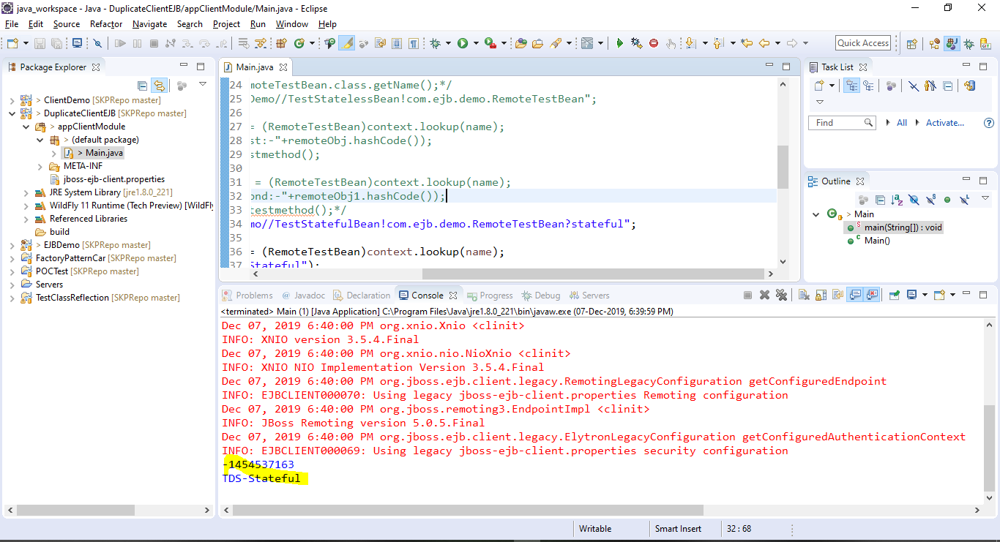 java_workspace - Java - DuplicateClientEJB/appClientModule/Main.java - Eclipse
File Edit Source Refactor Navigate Search Project Run Window Help
Quick Access
Package Explorer
> ClientDemo [SKPRepo master]
> DuplicateClientEJB [SKPRepo master]
> appClientModule
> (default package)
> Main.java
META-INF
jboss-ejb-client.properties
JRE System Library [jre1.8.0_221]
WildFly 11 Runtime (Tech Preview) [WildFly
Referenced Libraries
build
> EJBDemo [SKPRepo master]
FactoryPatternCar [SKPRepo master]
POCTest [SKPRepo master]
Servers
TestClassReflection [SKPRepo master]
Main.java
24 moteTestBean.class.getName();*/
25 Demo//TestStatelessBean!com.ejb.demo.RemoteTestBean";
26
27 = (RemoteTestBean)context.lookup(name);
28 st:-"+remoteObj.hashCode());
29 stmethod();
30
31 = (RemoteTestBean)context.lookup(name);
32 ond:-"+remoteObj1.hashCode());
33 testmethod();*/
34 mo//TestStatefulBean!com.ejb.demo.RemoteTestBean?stateful";
35
36 = (RemoteTestBean)context.lookup(name);
37 Stateful");
Task List
Find All Activate...
Outline
> Main
main(String[]) : void
Main()
Problems @ Javadoc Declaration Console Progress Debug Servers
<terminated> Main (1) [Java Application] C:\Program Files\Java\jre1.8.0_221\bin\javaw.exe (07-Dec-2019, 6:39:59 PM)
Dec 07, 2019 6:40:00 PM org.xnio.Xnio <clinit>
INFO: XNIO version 3.5.4.Final
Dec 07, 2019 6:40:00 PM org.xnio.nio.NioXnio <clinit>
INFO: XNIO NIO Implementation Version 3.5.4.Final
Dec 07, 2019 6:40:00 PM org.jboss.ejb.client.legacy.RemotingLegacyConfiguration getConfiguredEndpoint
INFO: EJBCLIENT000070: Using legacy jboss-ejb-client.properties Remoting configuration
Dec 07, 2019 6:40:00 PM org.jboss.remoting3.EndpointImpl <clinit>
INFO: JBoss Remoting version 5.0.5.Final
Dec 07, 2019 6:40:00 PM org.jboss.ejb.client.legacy.ElytronLegacyConfiguration getConfiguredAuthenticationContext
INFO: EJBCLIENT000069: Using legacy jboss-ejb-client.properties security configuration
-1454537163
TDS-Stateful
Writable Smart Insert 32 : 68